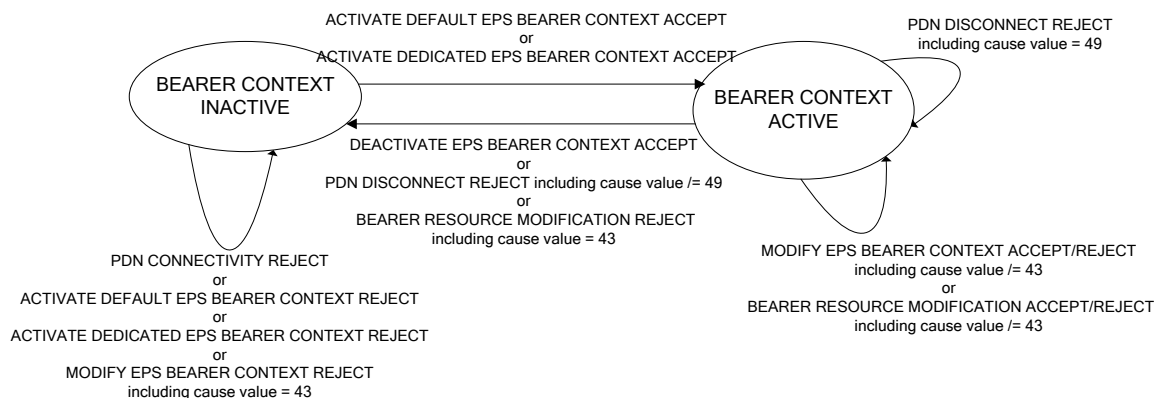 ACTIVATE DEFAULT EPS BEARER CONTEXT ACCEPT
or
ACTIVATE DEDICATED EPS BEARER CONTEXT ACCEPT
PDN DISCONNECT REJECT
including cause value = 49
BEARER CONTEXT
INACTIVE
BEARER CONTEXT
ACTIVE
DEACTIVATE EPS BEARER CONTEXT ACCEPT
or
PDN DISCONNECT REJECT including cause value /= 49
or
BEARER RESOURCE MODIFICATION REJECT
including cause value = 43
PDN CONNECTIVITY REJECT
or
ACTIVATE DEFAULT EPS BEARER CONTEXT REJECT
or
ACTIVATE DEDICATED EPS BEARER CONTEXT REJECT
or
MODIFY EPS BEARER CONTEXT REJECT
including cause value = 43
MODIFY EPS BEARER CONTEXT ACCEPT/REJECT
including cause value /= 43
or
BEARER RESOURCE MODIFICATION ACCEPT/REJECT
including cause value /= 43